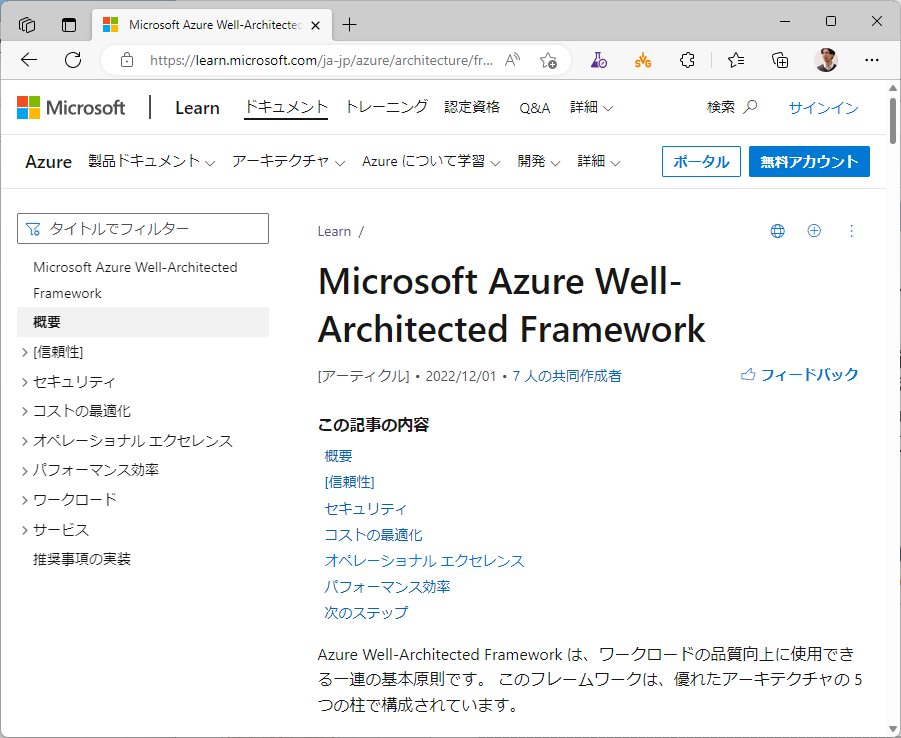 Microsoft Azure Well-Architected
https://learn.microsoft.com/ja-jp/azure/architecture/fr...
Microsoft Learn ドキュメント トレーニング 認定資格 Q&A 詳細 検索 サインイン
Azure 製品ドキュメント アーキテクチャ Azure について学習 開発 詳細 ポータル 無料アカウント
タイトルでフィルター
Microsoft Azure Well-Architected
Framework
概要
[信頼性]
セキュリティ
コストの最適化
オペレーショナル エクセレンス
パフォーマンス効率
ワークロード
サービス
推奨事項の実装
Learn /
Microsoft Azure Well-
Architected Framework
[アーティクル] • 2022/12/01 • 7 人の共同作成者
フィードバック
この記事の内容
概要
[信頼性]
セキュリティ
コストの最適化
オペレーショナル エクセレンス
パフォーマンス効率
次のステップ
Azure Well-Architected Framework は、ワークロードの品質向上に使用でき
る一連の基本原則です。 このフレームワークは、優れたアーキテクチャの 5
つの柱で構成されています。